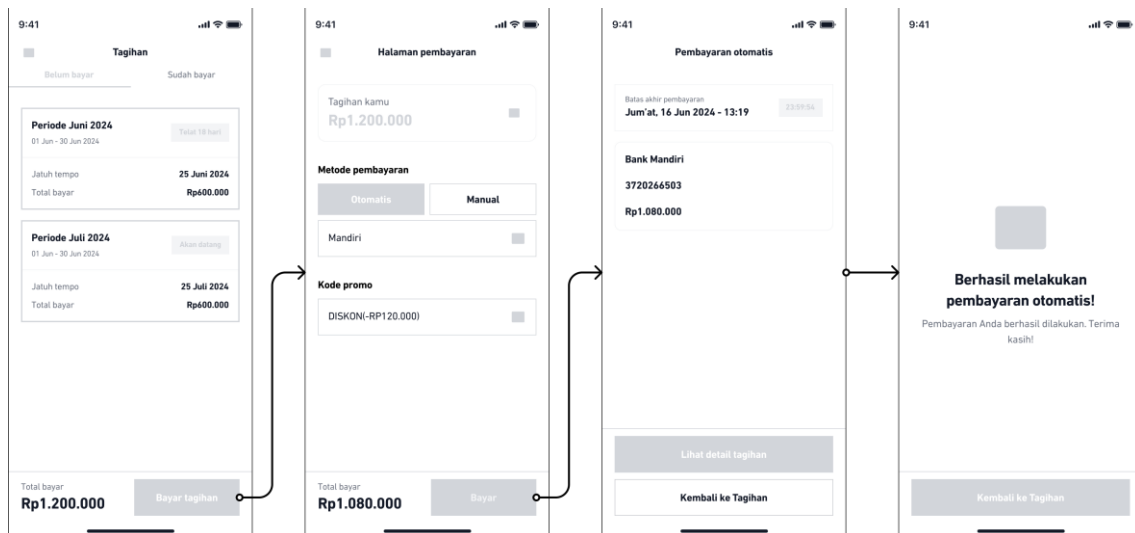 9:41
Tagihan
Belum bayar
Sudah bayar
Periode Juni 2024
Telat 18 hari
01 Jun - 30 Jun 2024
Jatuh tempo
25 Juni 2024
Total bayar
Rp600.000
Periode Juli 2024
Akan datang
01 Jun - 30 Jun 2024
Jatuh tempo
25 Juli 2024
Total bayar
Rp600.000
Total bayar
Rp1.200.000
Bayar tagihan
9:41
Halaman pembayaran
Tagihan kamu
Rp1.200.000
Metode pembayaran
Otomatis
Manual
Mandiri
Kode promo
DISKON(-RP120.000)
Total bayar
Rp1.080.000
Bayar
9:41
Pembayaran otomatis
Batas akhir pembayaran
Jum'at, 16 Jun 2024 - 13:19
23:59:54
Bank Mandiri
3720266503
Rp1.080.000
Lihat detail tagihan
Kembali ke Tagihan
9:41
Berhasil melakukan
pembayaran otomatis!
Pembayaran Anda berhasil dilakukan. Terima
kasih!
Kembali ke Tagihan